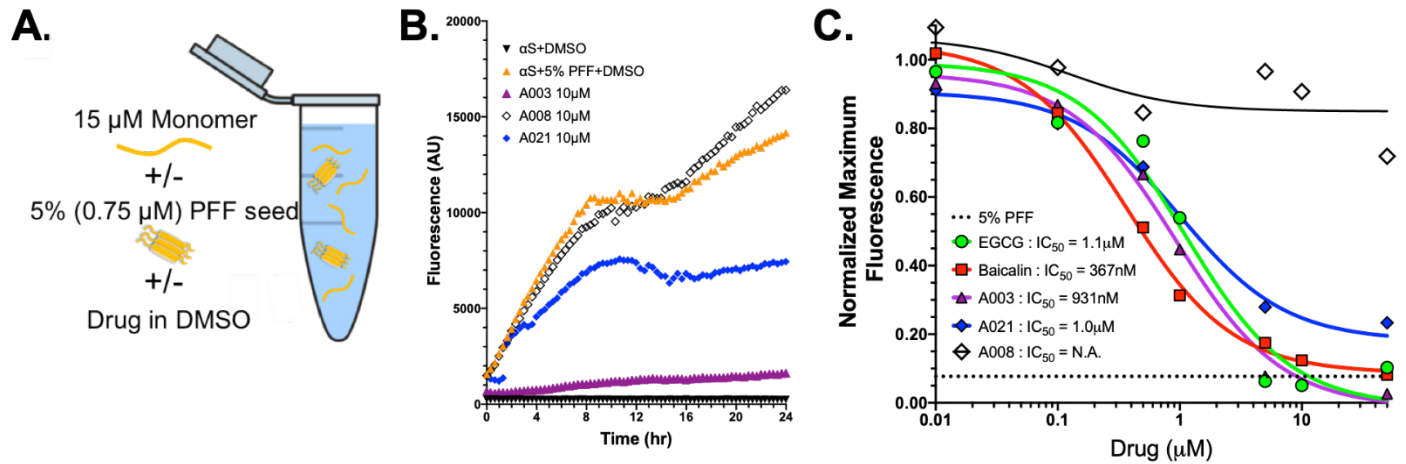 A.
15 μM Monomer
+/-
5% (0.75 μM) PFF seed
+/-
Drug in DMSO
B.
Fluorescence (AU)
20000
15000
10000
5000
0
αS+DMSO
αS+5% PFF+DMSO
A003 10μM
A008 10μM
A021 10μM
0 4 8 12 16 20 24
Time (hr)
C.
Normalized Maximum
Fluorescence
1.00
0.80
0.60
0.40
0.20
0.00
5% PFF
EGCG : IC50 = 1.1μM
Baicalin : IC50 = 367nM
A003 : IC50 = 931nM
A021 : IC50 = 1.0μM
A008 : IC50 = N.A.
0.01 0.1 1 10
Drug (μM)